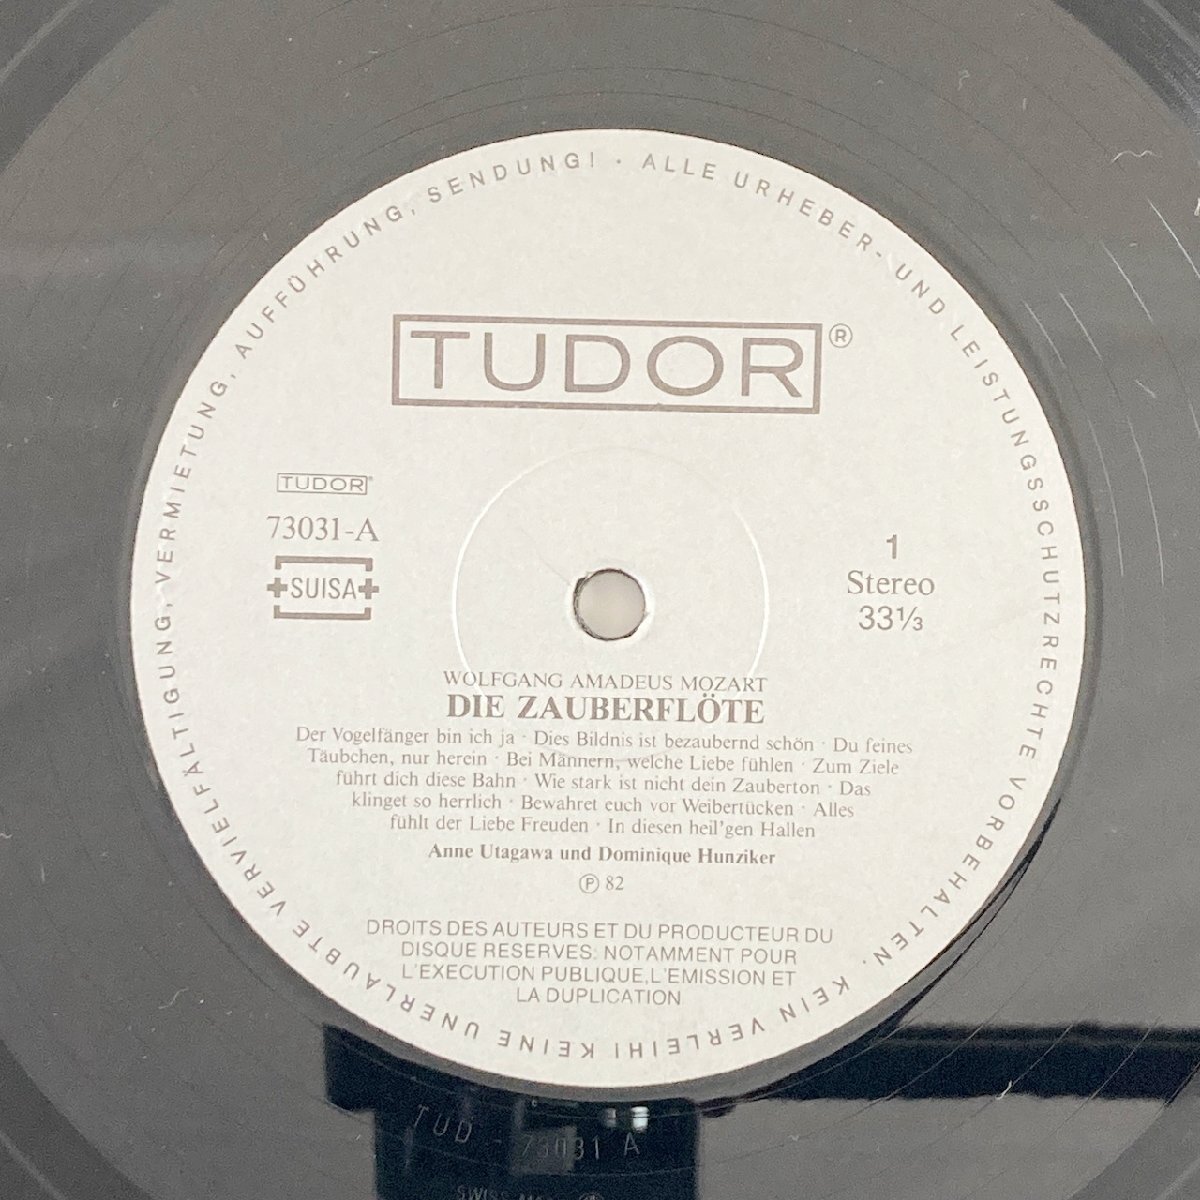 ALLE URHEBER- UND LEISTUNGSSCHUTZRECHTE VORBEHALTEN. KEIN VERLEIH! KEINE UNERLAUBTE VERVIELFÄLTIGUNG, VERMIETUNG, AUFFÜHRUNG, SENDUNG! ·
TUDOR®
TUDOR®
73031-A
SUISA
1
Stereo
33⅓
WOLFGANG AMADEUS MOZART
DIE ZAUBERFLÖTE
Der Vogelfänger bin ich ja · Dies Bildnis ist bezaubernd schön · Du feines
Täubchen, nur herein · Bei Männern, welche Liebe fühlen · Zum Ziele
führt dich diese Bahn · Wie stark ist nicht dein Zauberton · Das
klinget so herrlich · Bewahret euch vor Weibertücken · Alles
fühlt der Liebe Freuden · In diesen heil'gen Hallen
Anne Utagawa und Dominique Hunziker
℗ 82
DROITS DES AUTEURS ET DU PRODUCTEUR DU
DISQUE RESERVES: NOTAMMENT POUR
L'EXECUTION PUBLIQUE, L'EMISSION ET
LA DUPLICATION
TUD - 73031 A
SWISS